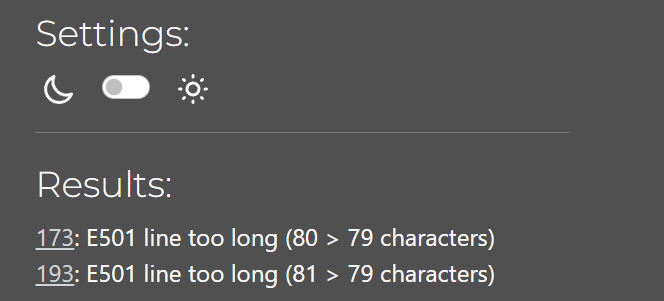 Settings:
Results:
173: E501 line too long (80 > 79 characters)
193: E501 line too long (81 > 79 characters)